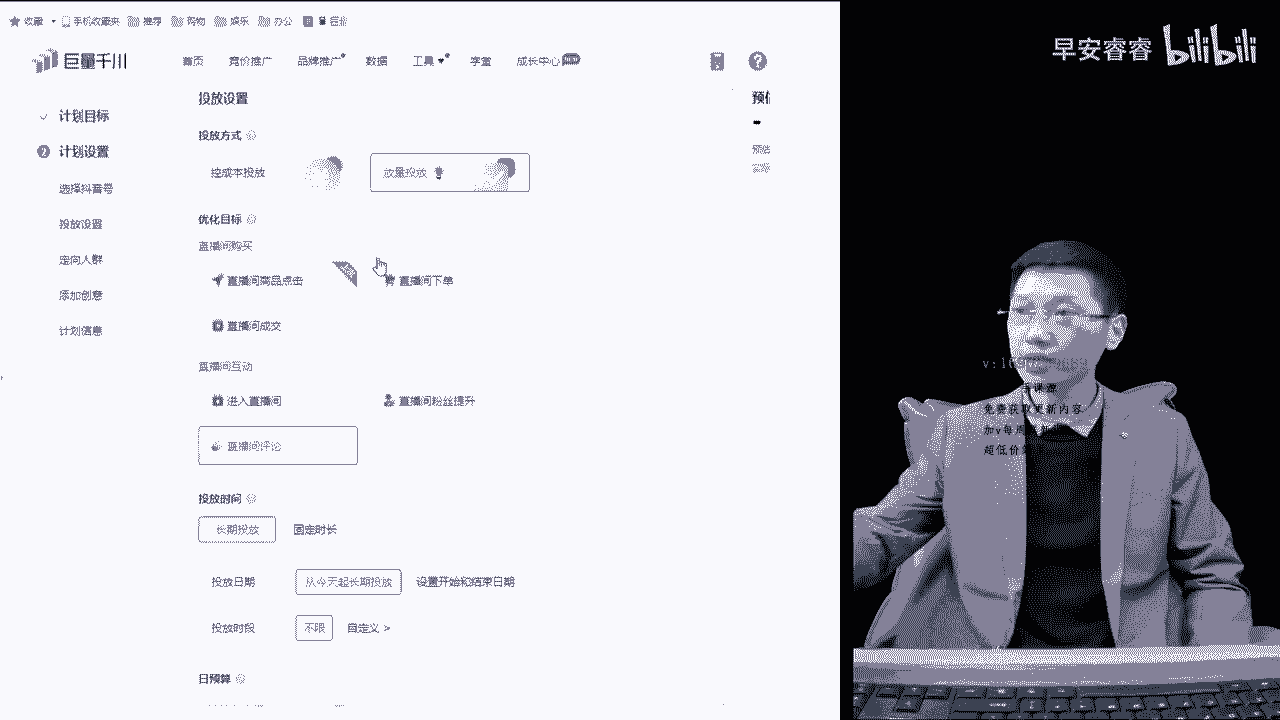 收藏 手机收藏夹 推荐 购物 娱乐 办公
巨量千川 首页 竞价推广 品牌推广 数据 工具 学堂 成长中心
早安睿睿 bilibili
计划目标
计划设置
选择抖音号
投放设置
定向人群
添加创意
计划信息
投放设置
投放方式
控成本投放 放量投放
优化目标
直播间购买
直播间商品点击 直播间下单
直播间成交
直播间互动
进入直播间 直播间粉丝提升
直播间评论
投放时间
长期投放 固定时长
投放日期 从今天起长期投放 设置开始和结束日期
投放时段 不限 自定义 >
日预算
预估
免费获取更新内容
加v每周
超低价